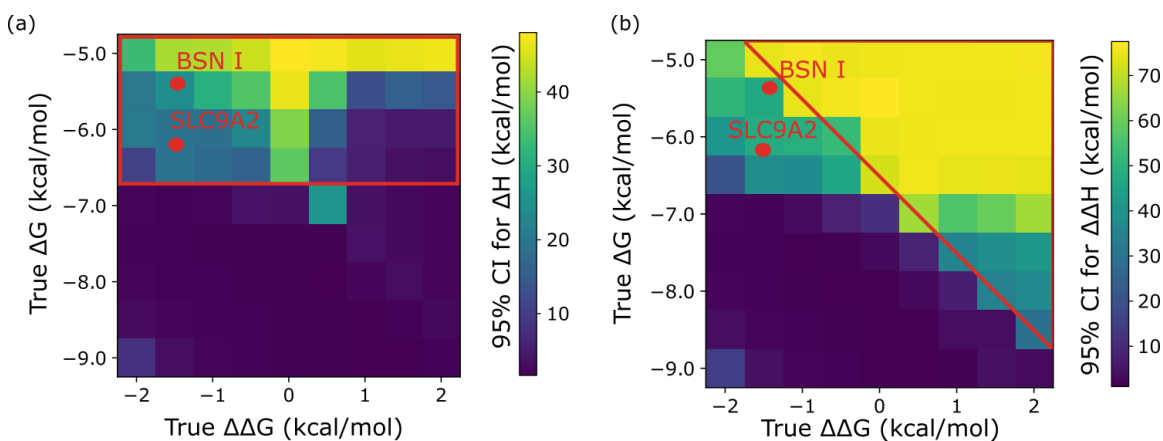 (a)
True ΔG (kcal/mol)
−5.0
−6.0
−7.0
−8.0
−9.0
BSN I
SLC9A2
−2
−1
0
1
2
True ΔΔG (kcal/mol)
40
30
20
10
95% CI for ΔH (kcal/mol)
(b)
True ΔG (kcal/mol)
−5.0
−6.0
−7.0
−8.0
−9.0
BSN I
SLC9A2
−2
−1
0
1
2
True ΔΔG (kcal/mol)
70
60
50
40
30
20
10
95% CI for ΔΔH (kcal/mol)